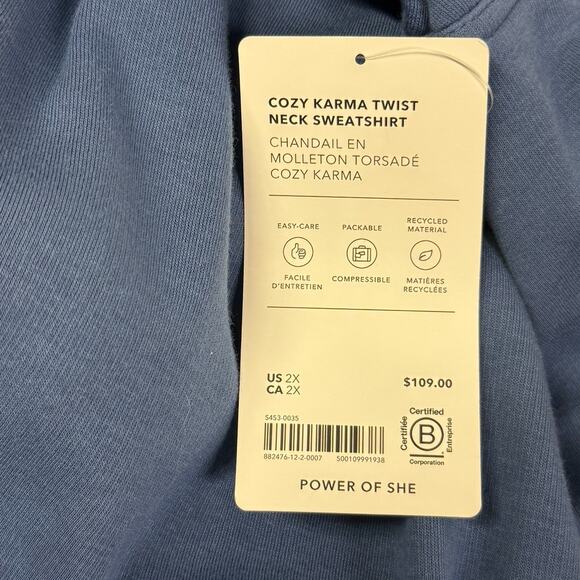 COZY KARMA TWIST
NECK SWEATSHIRT
CHANDAIL EN
MOLLETON TORSADÉ
COZY KARMA
EASY-CARE
PACKABLE
RECYCLED
MATERIAL
FACILE
D'ENTRETIEN
COMPRESSIBLE
MATIÈRES
RECYCLÉES
US 2X
CA 2X
$109.00
S453-0035
882476-12-2-0007 500109991938
Certified
Certifiée
B
Entreprise
Corporation
POWER OF SHE